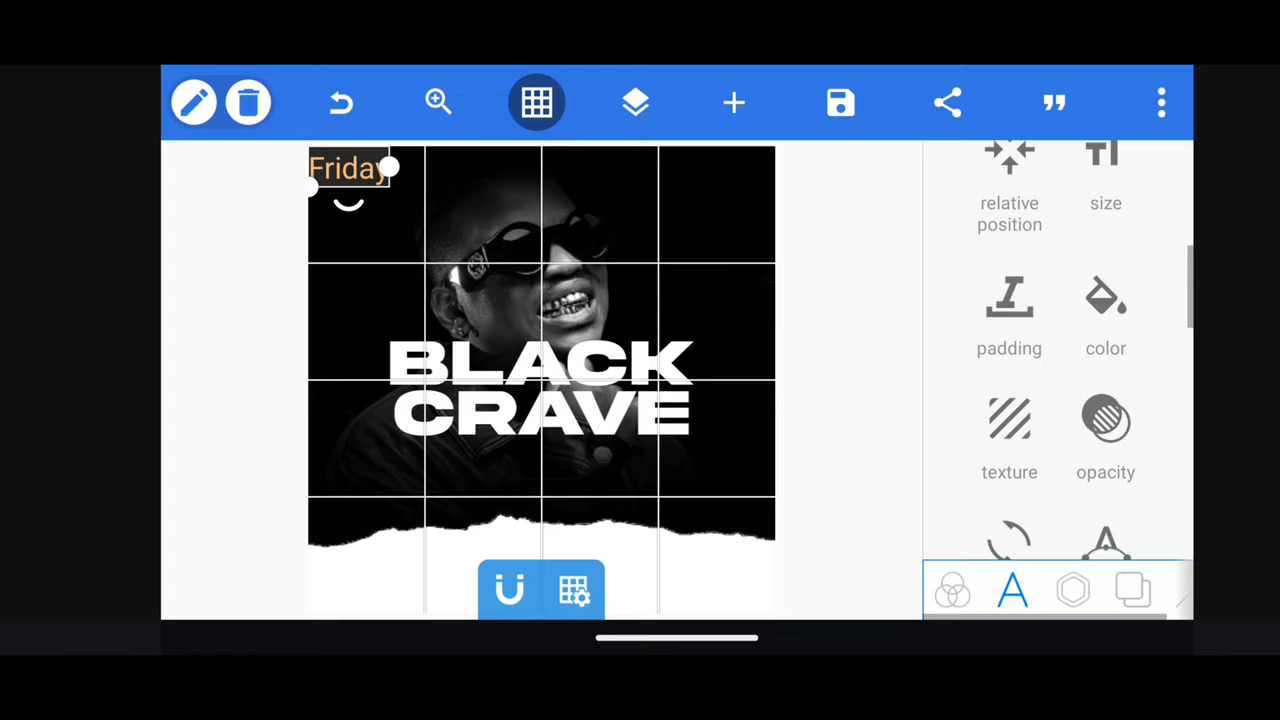 Friday
BLACK
CRAVE
relative
position
size
padding
color
texture
opacity